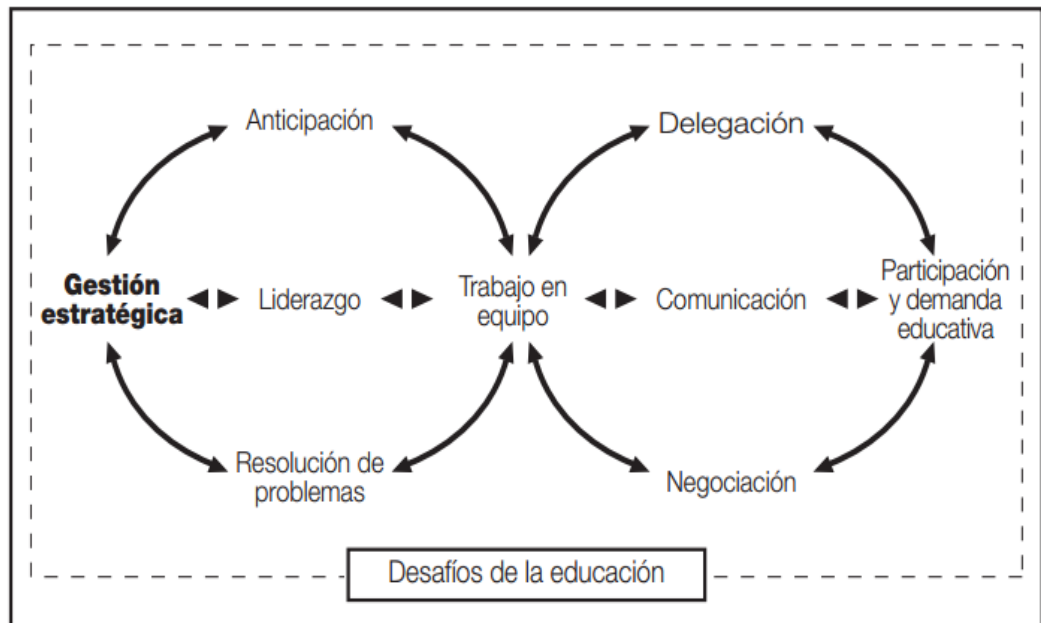 Anticipación
Delegación
Gestión
estratégica
Liderazgo
Trabajo en
equipo
Comunicación
Participación
y demanda
educativa
Resolución de
problemas
Negociación
Desafíos de la educación